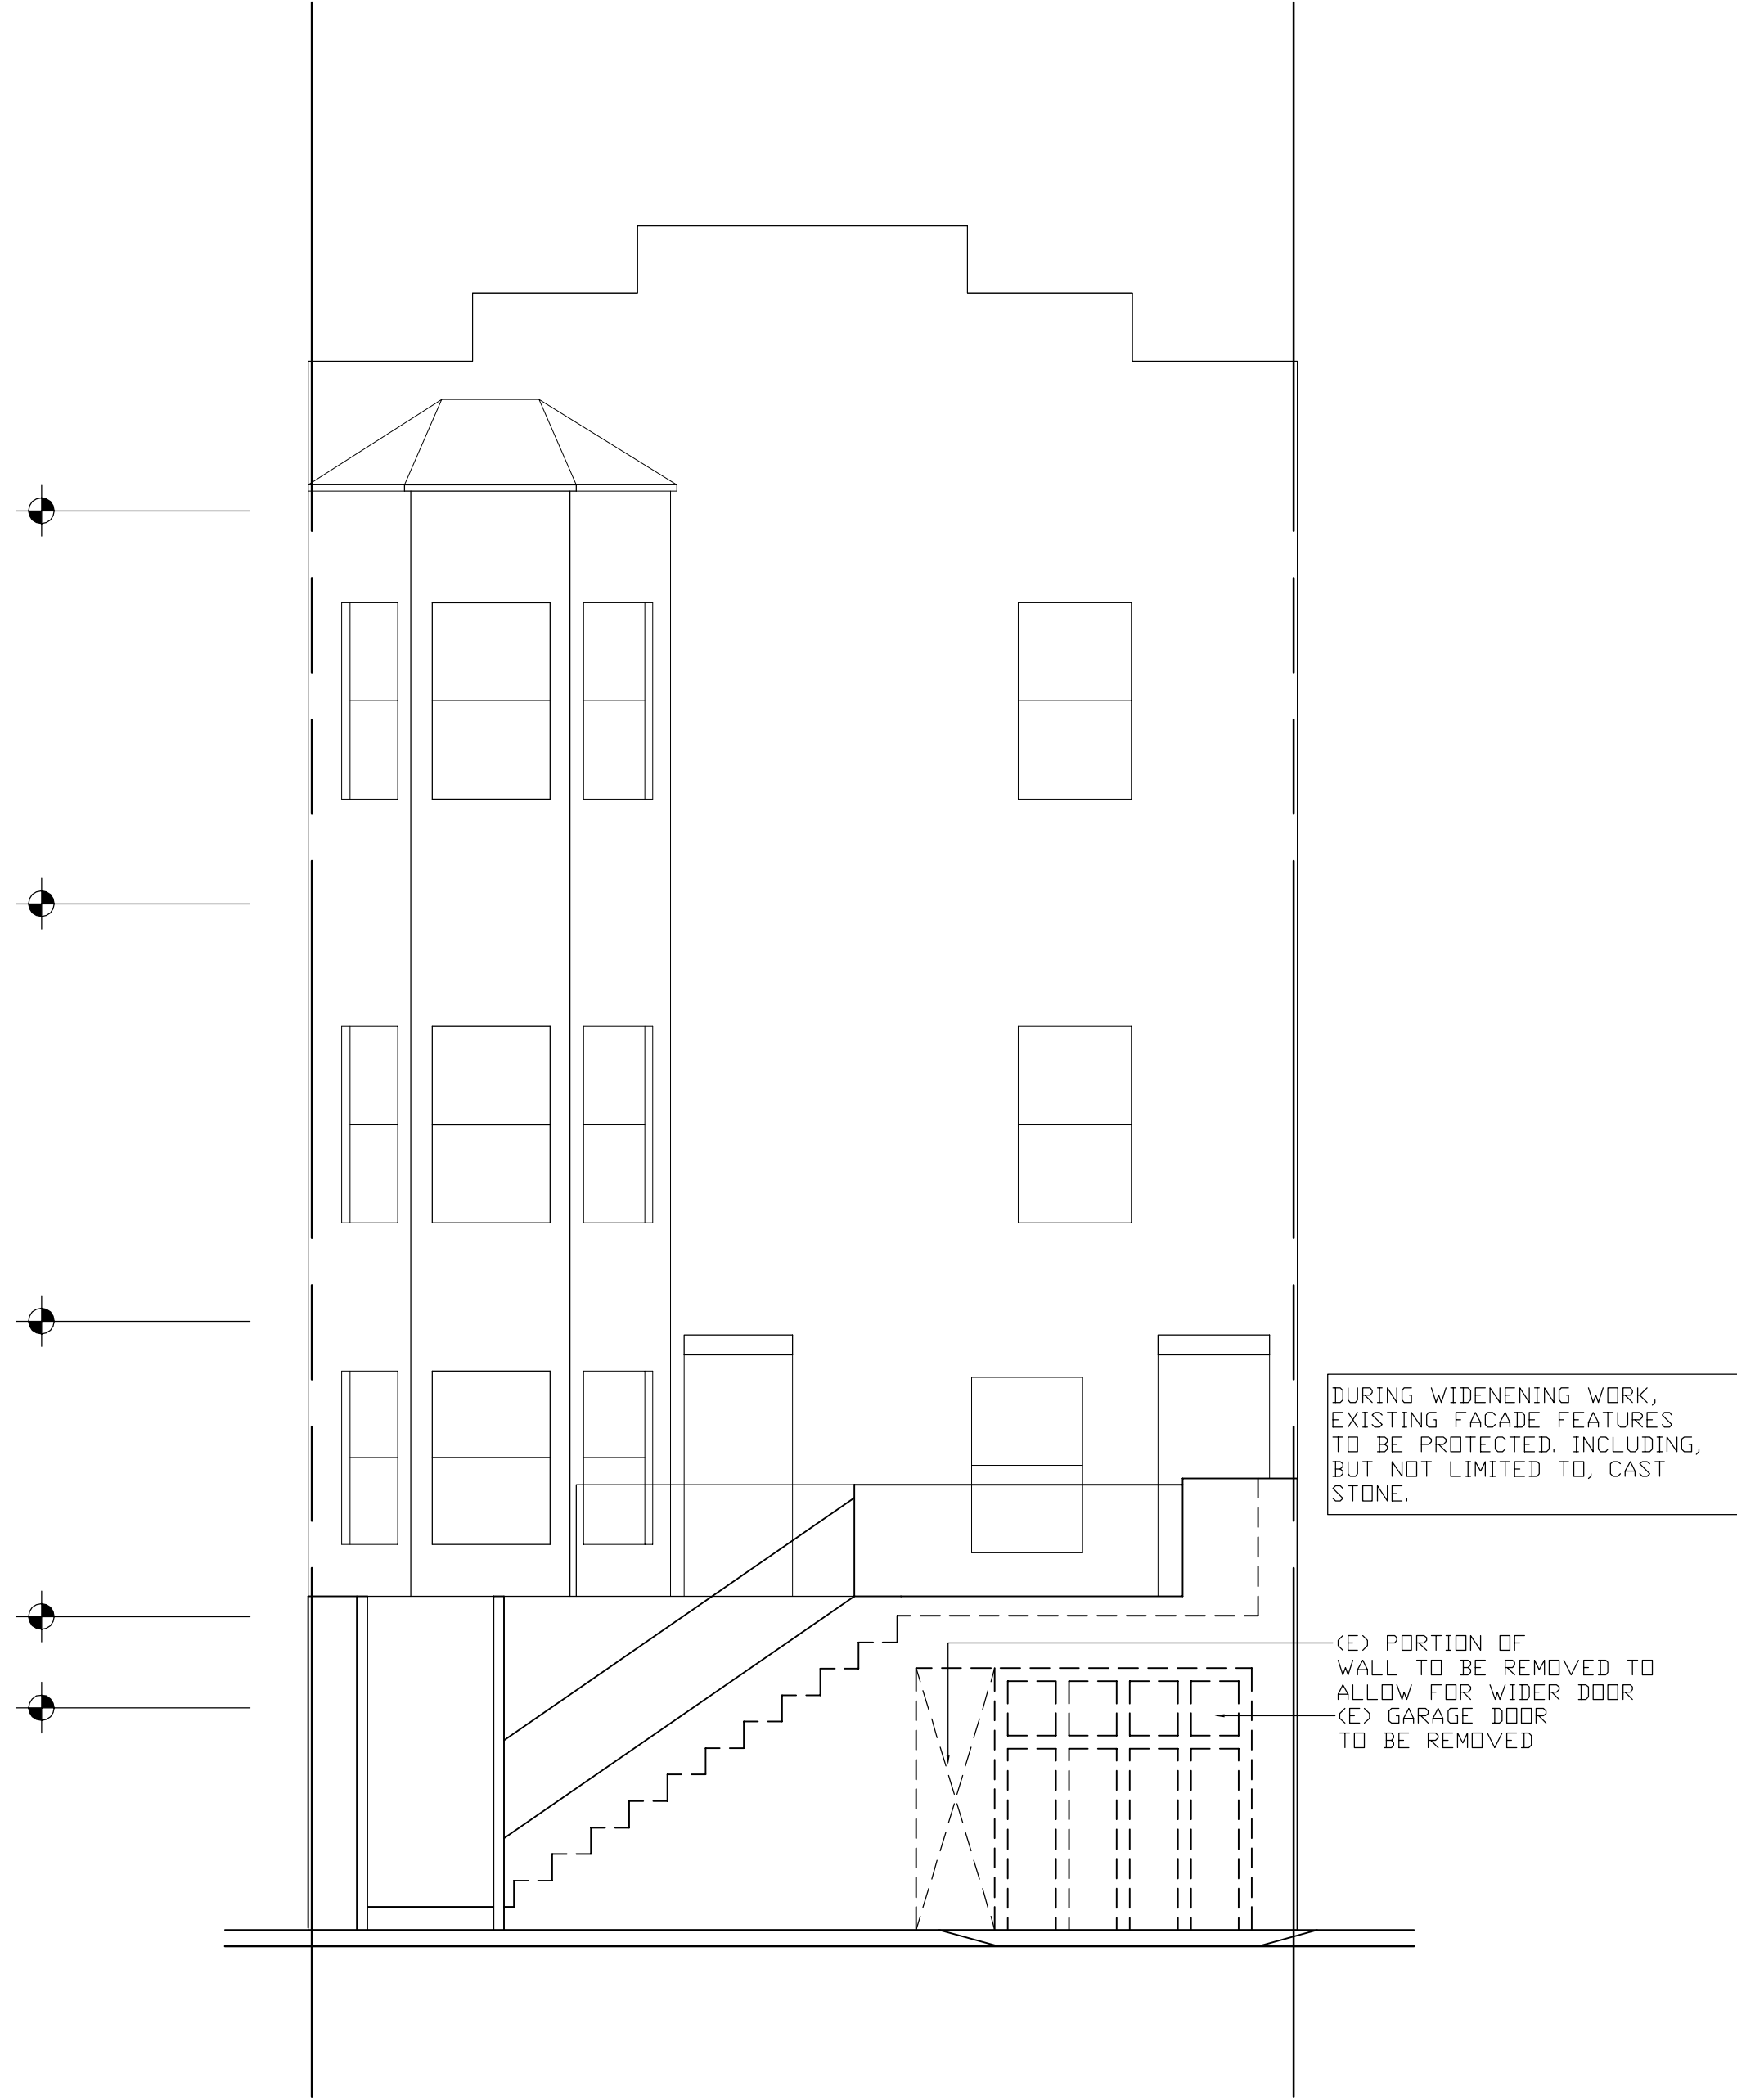 DURING WIDENENING WORK,
EXISTING FACADE FEATURES
TO BE PROTECTED. INCLUDING,
BUT NOT LIMITED TO, CAST
STONE.
(E) PORTION OF
WALL TO BE REMOVED TO
ALLOW FOR WIDER DOOR
(E) GARAGE DOOR
TO BE REMOVED